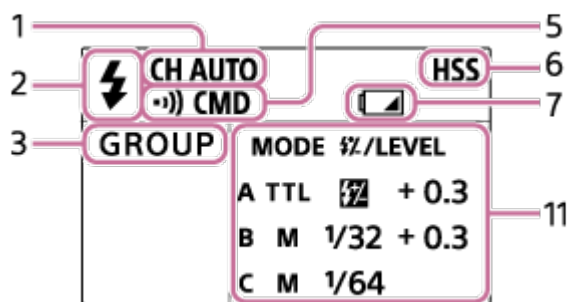 1
5
CH AUTO
HSS
6
2
CMD
7
3
GROUP
MODE /LEVEL
A TTL + 0.3
11
B M 1/32 + 0.3
C M 1/64